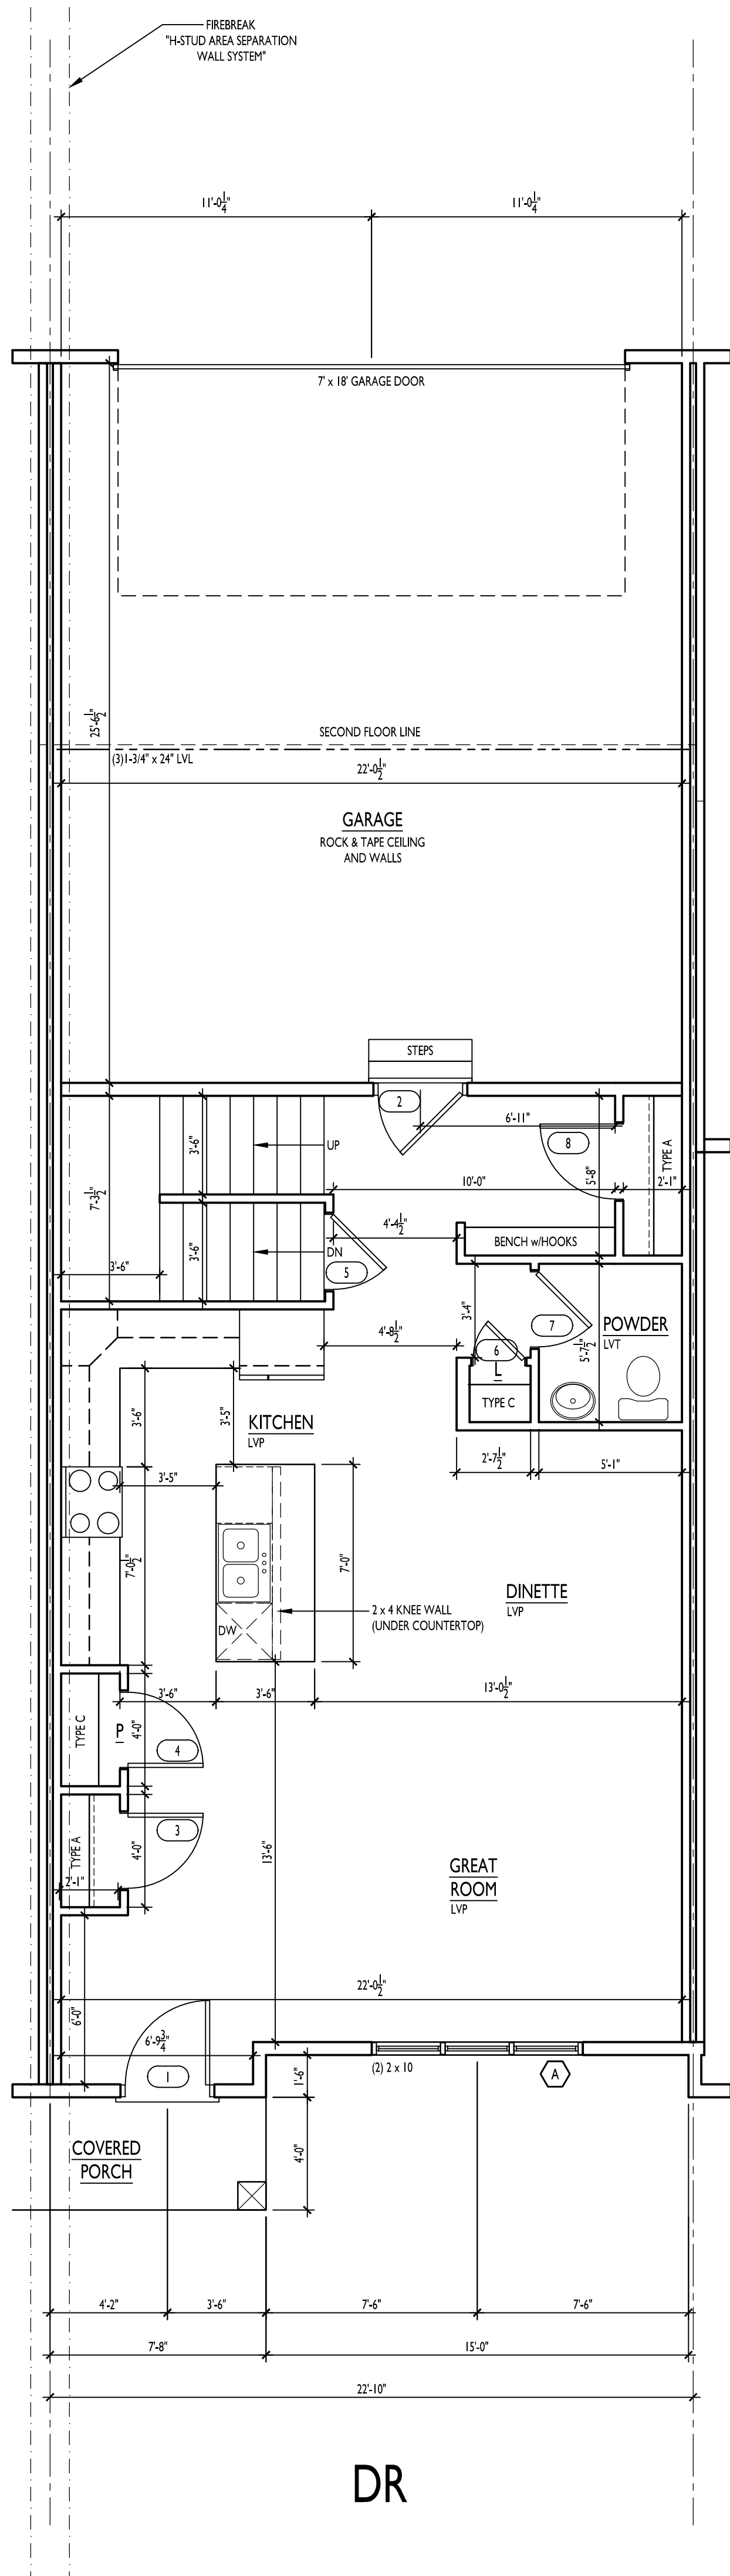 FIREBREAK
"H-STUD AREA SEPARATION
WALL SYSTEM"
11'-0 1/4"
11'-0 1/4"
7' x 18' GARAGE DOOR
25'-6 1/2"
SECOND FLOOR LINE
(3)1-3/4" x 24" LVL
22'-0 1/2"
GARAGE
ROCK & TAPE CEILING
AND WALLS
STEPS
2
6'-11"
8
3'-6"
UP
TYPE A
5'-8"
7'-3 1/2"
10'-0"
2'-1"
4'-4 1/2"
BENCH w/HOOKS
3'-6"
DN
3'-6"
5
3'-4"
7
POWDER
LVT
4'-8 1/2"
5'-7 1/2"
6
L
TYPE C
3'-6"
3'-5"
KITCHEN
LVP
2'-7 1/2"
5'-1"
3'-5"
7'-0 1/2"
7'-0"
DINETTE
LVP
2 x 4 KNEE WALL
(UNDER COUNTERTOP)
DW
3'-6"
3'-6"
13'-0 1/2"
TYPE C
P
4'-0"
4
3
TYPE A
4'-0"
13'-6"
GREAT
ROOM
LVP
2'-1"
22'-0 1/2"
6'-0"
6'-9 3/4"
1
1'-6"
(2) 2 x 10
A
COVERED
PORCH
4'-0"
4'-2"
3'-6"
7'-6"
7'-6"
7'-8"
15'-0"
22'-10"
DR